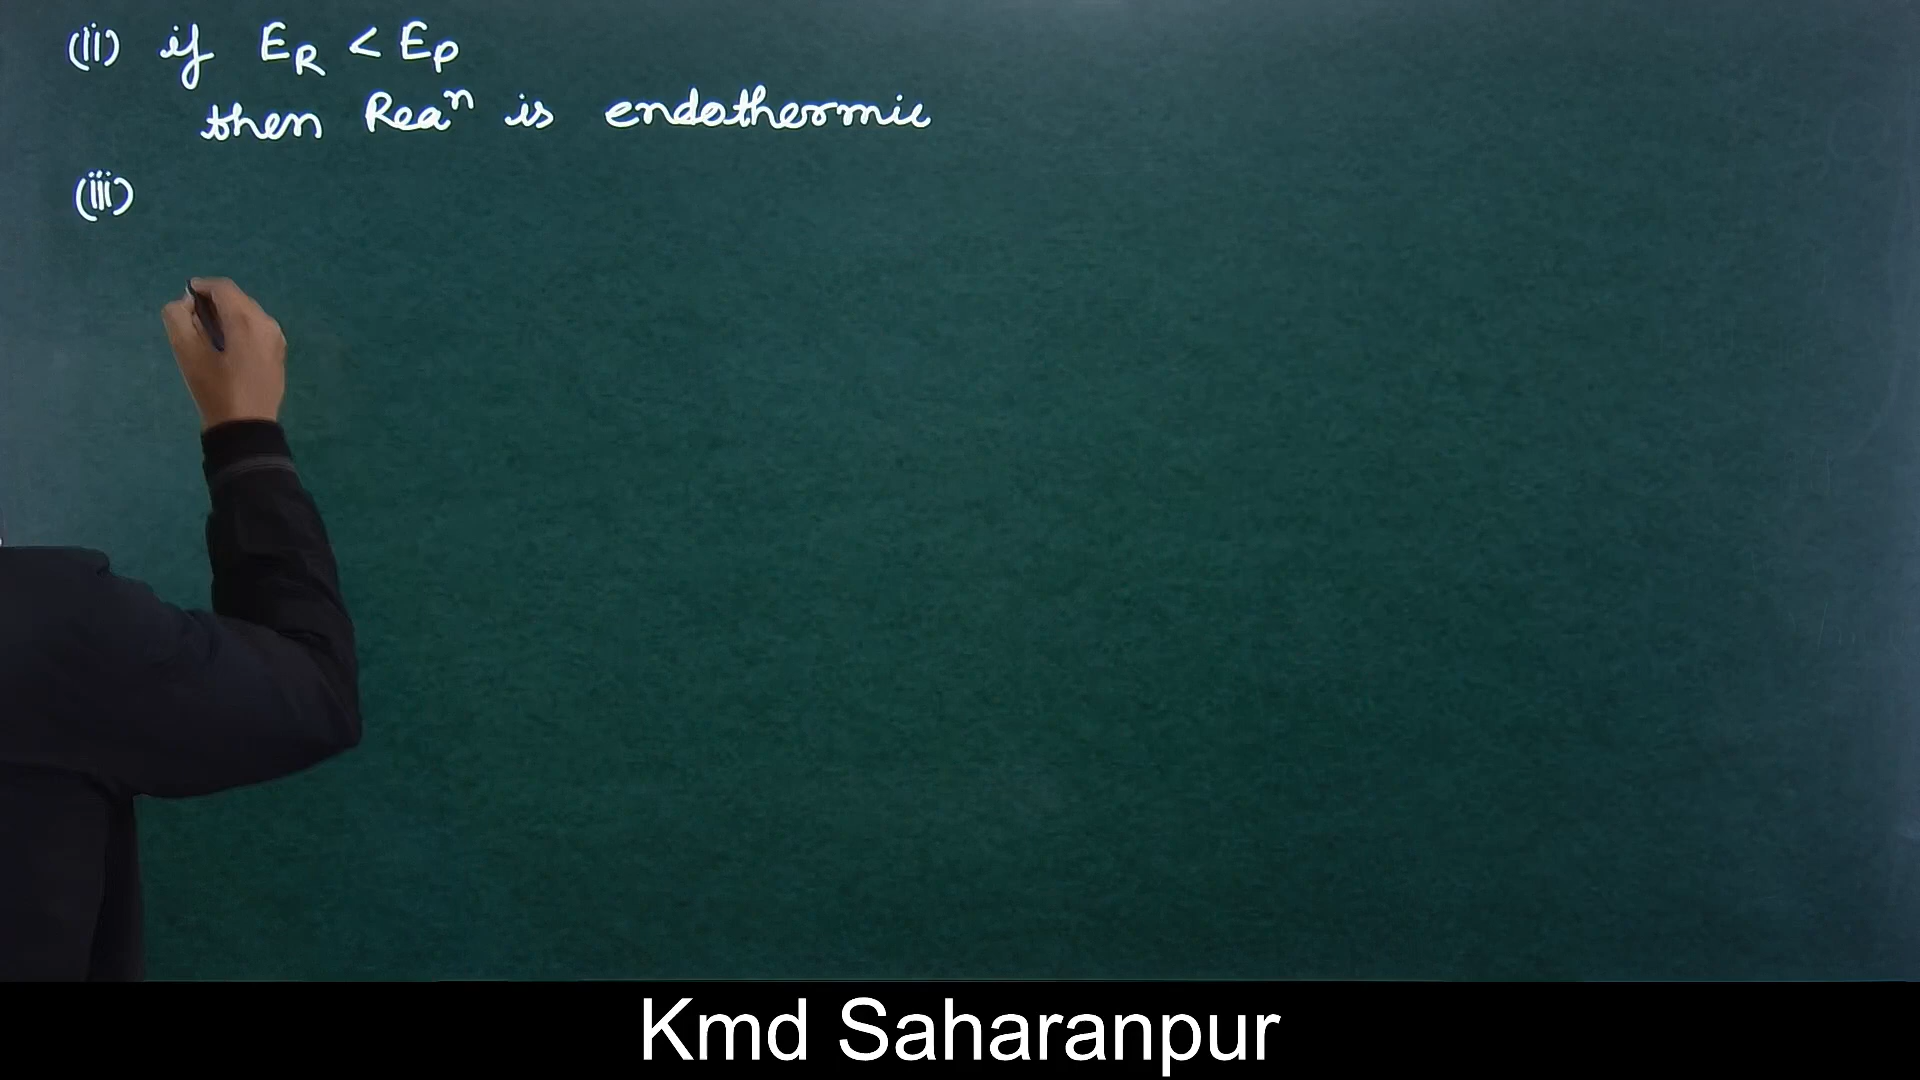 (ii) if E_R < E_P
then Reaⁿ is endothermic
(iii)
Kmd Saharanpur